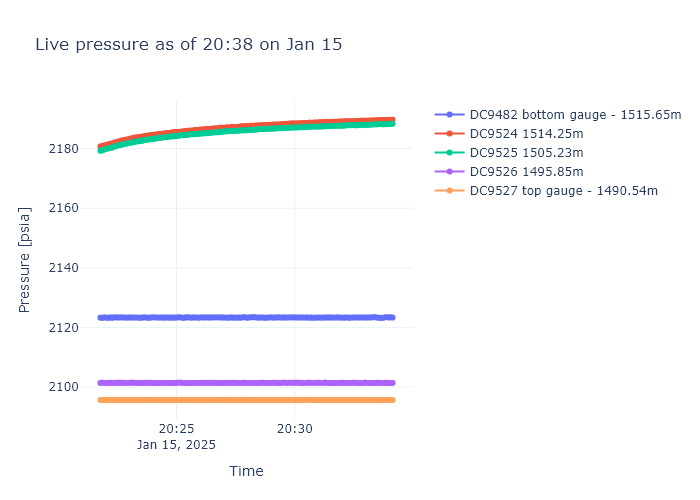 Live pressure as of 20:38 on Jan 15
DC9482 bottom gauge - 1515.65m
DC9524 1514.25m
DC9525 1505.23m
DC9526 1495.85m
DC9527 top gauge - 1490.54m
Pressure [psia]
2180
2160
2140
2120
2100
20:25
20:30
Jan 15, 2025
Time